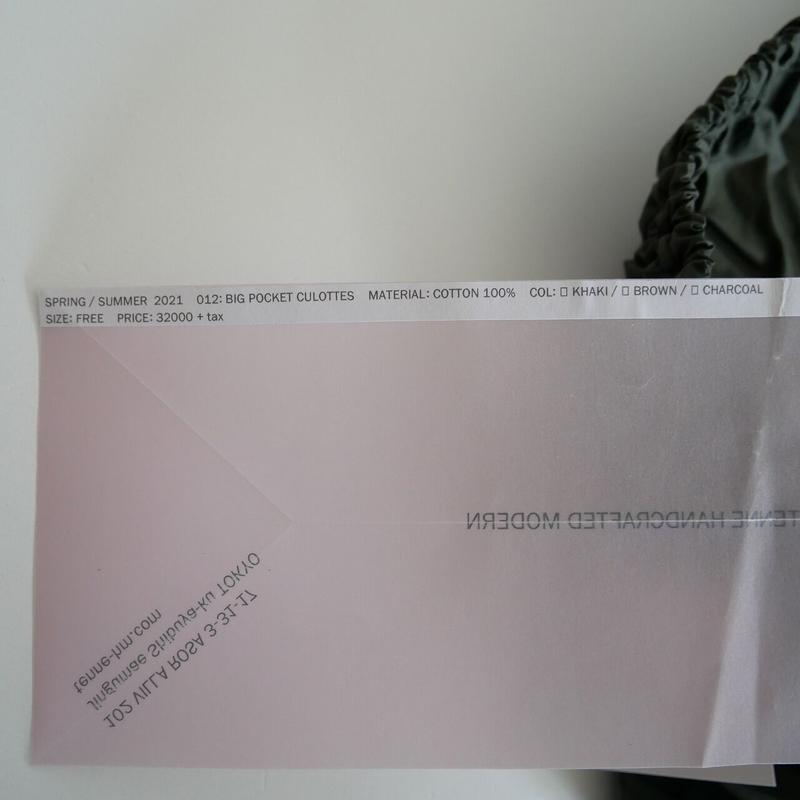 SPRING / SUMMER 2021 012: BIG POCKET CULOTTES MATERIAL: COTTON 100% COL: □ KHAKI / □ BROWN / □ CHARCOAL
SIZE: FREE PRICE: 32000 + tax
TENNE HANDCRAFTED MODERN
102 VILLA ROSA 3-31-17
Jingumae Shibuya-ku TOKYO
tenne-hm.com